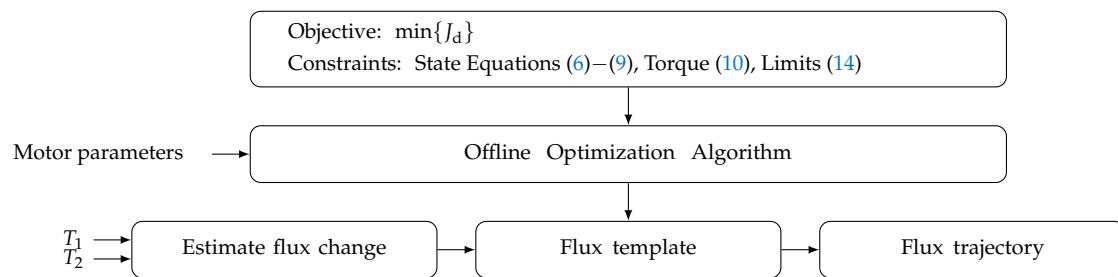 Objective: min{J_d}
Constraints: State Equations (6)−(9), Torque (10), Limits (14)
Motor parameters
Offline Optimization Algorithm
T_1
T_2
Estimate flux change
Flux template
Flux trajectory